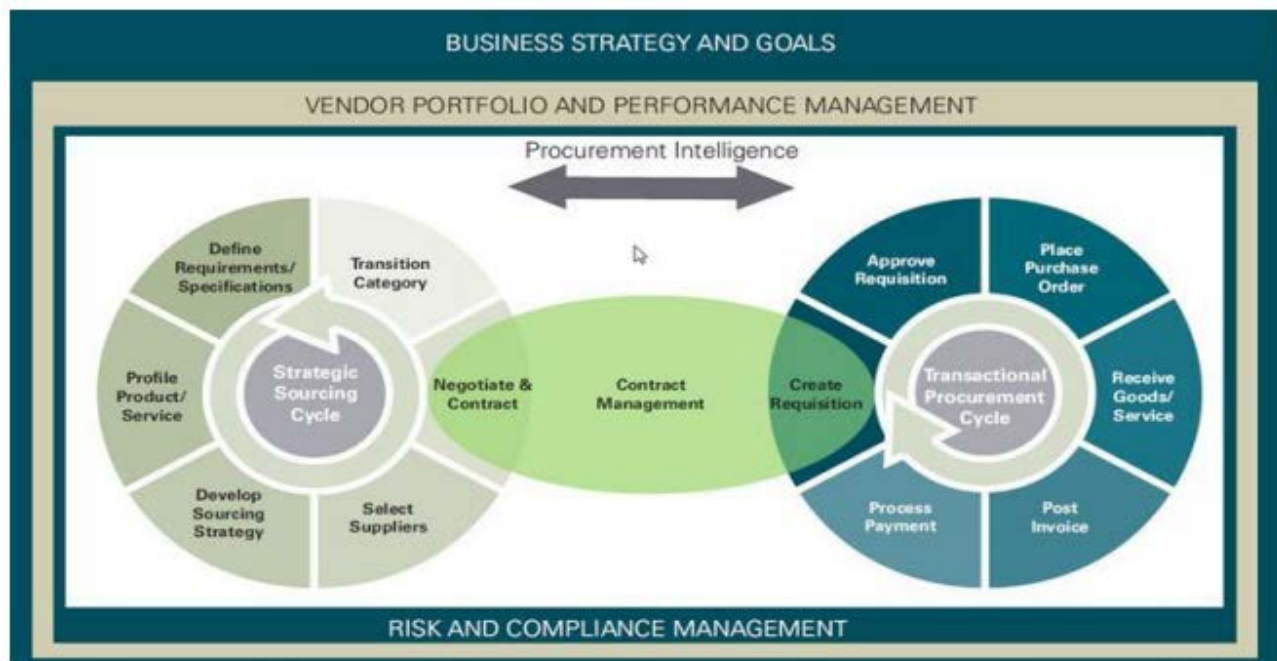 BUSINESS STRATEGY AND GOALS
VENDOR PORTFOLIO AND PERFORMANCE MANAGEMENT
Procurement Intelligence
Define
Requirements/
Specifications
Transition
Category
Profile
Product/
Service
Strategic
Sourcing
Cycle
Negotiate &
Contract
Develop
Sourcing
Strategy
Select
Suppliers
Contract
Management
Approve
Requisition
Place
Purchase
Order
Create
Requisition
Transactional
Procurement
Cycle
Receive
Goods/
Service
Process
Payment
Post
Invoice
RISK AND COMPLIANCE MANAGEMENT